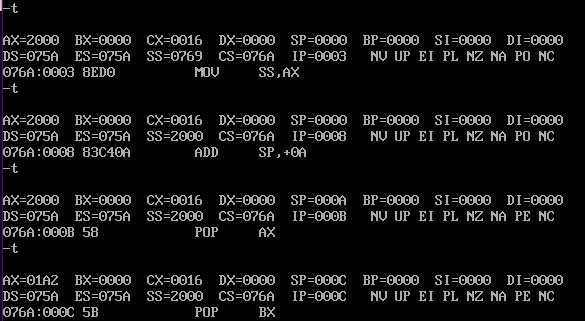 -t
AX=2000 BX=0000 CX=0016 DX=0000 SP=0000 BP=0000 SI=0000 DI=0000
DS=075A ES=075A SS=0769 CS=076A IP=0003 NV UP EI PL NZ NA PO NC
076A:0003 8ED0 MOV SS,AX
-t
AX=2000 BX=0000 CX=0016 DX=0000 SP=0000 BP=0000 SI=0000 DI=0000
DS=075A ES=075A SS=2000 CS=076A IP=0008 NV UP EI PL NZ NA PO NC
076A:0008 83C40A ADD SP,+0A
-t
AX=2000 BX=0000 CX=0016 DX=0000 SP=000A BP=0000 SI=0000 DI=0000
DS=075A ES=075A SS=2000 CS=076A IP=000B NV UP EI PL NZ NA PE NC
076A:000B 58 POP AX
-t
AX=01A2 BX=0000 CX=0016 DX=0000 SP=000C BP=0000 SI=0000 DI=0000
DS=075A ES=075A SS=2000 CS=076A IP=000C NV UP EI PL NZ NA PE NC
076A:000C 5B POP BX